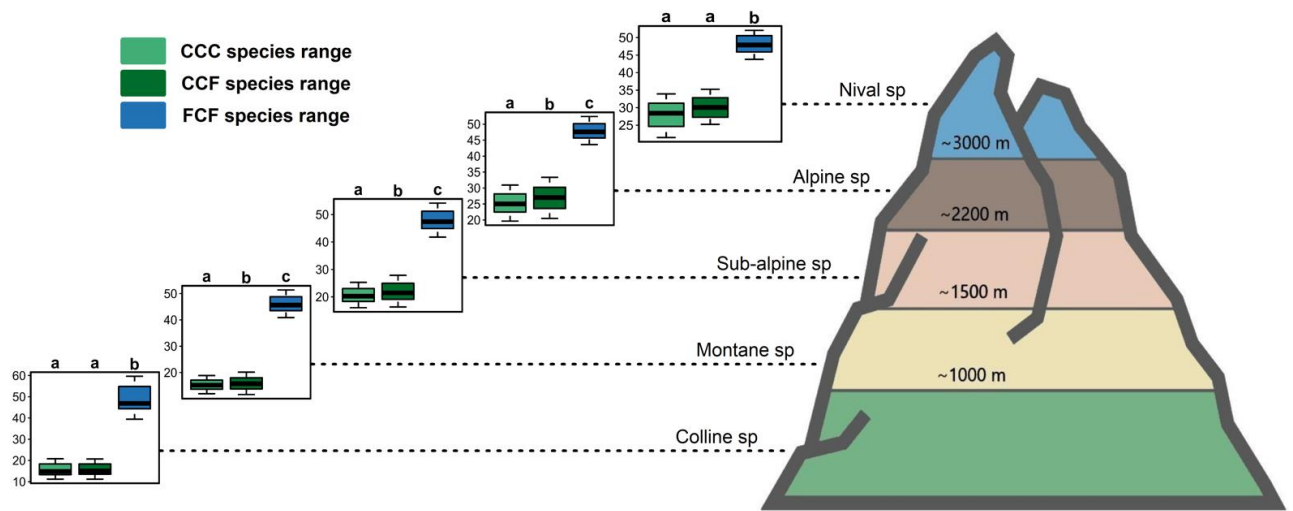 CCC species range
CCF species range
FCF species range
a a b
50
45
40
35
30
25
Nival sp
~3000 m
a b c
50
45
40
35
30
25
20
Alpine sp
~2200 m
a b c
50
40
30
20
Sub-alpine sp
~1500 m
a b c
50
40
30
20
Montane sp
~1000 m
a a b
60
50
40
30
20
10
Colline sp